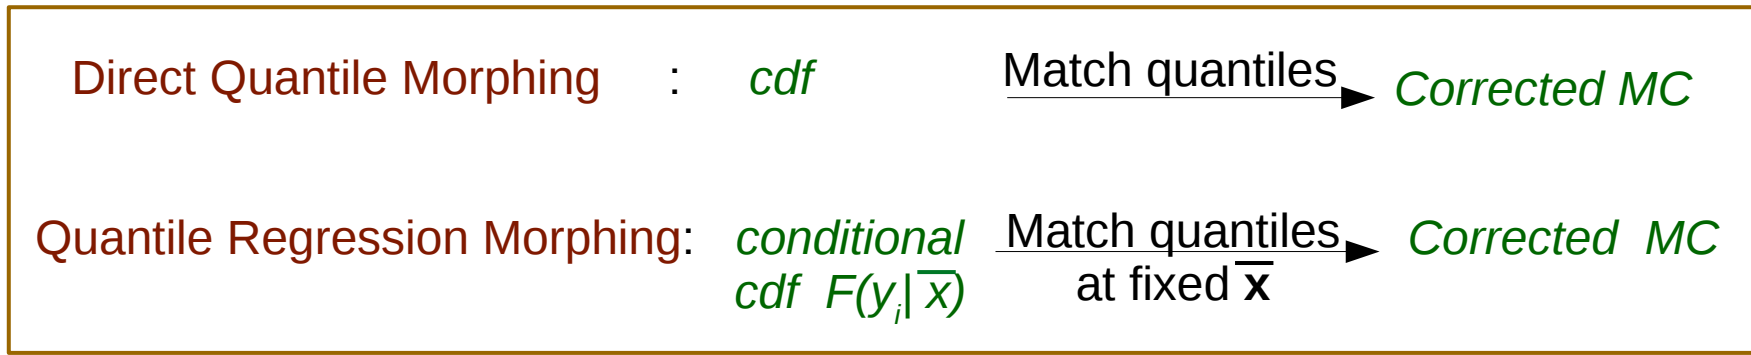 Direct Quantile Morphing : cdf Match quantiles Corrected MC
Quantile Regression Morphing: conditional Match quantiles Corrected MC
cdf F(yᵢ| x̅) at fixed x̅